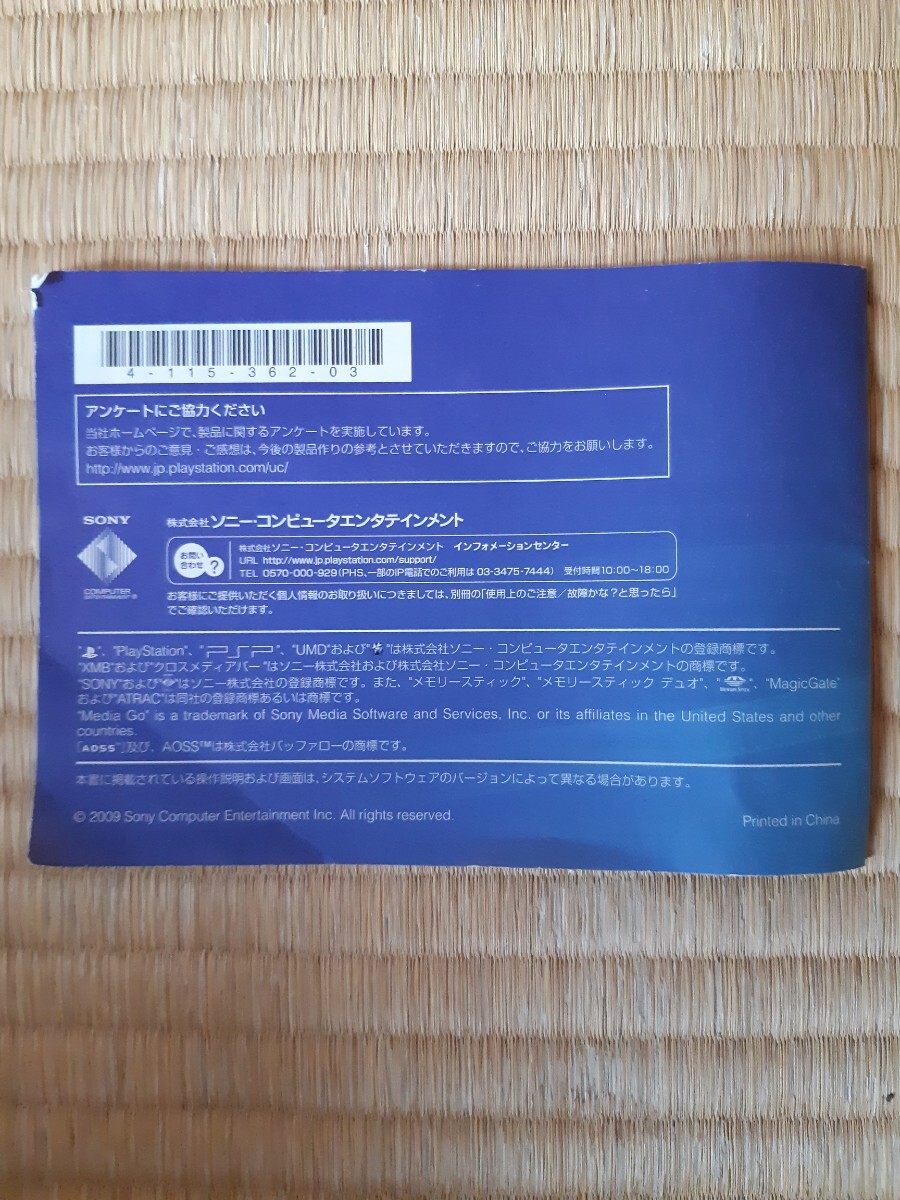 4-115-362-03
アンケートにご協力ください
当社ホームページで、製品に関するアンケートを実施しています。
お客様からのご意見・ご感想は、今後の製品作りの参考とさせていただきますので、ご協力をお願いします。
http://www.jp.playstation.com/uc/
SONY
COMPUTER
ENTERTAINMENT®
株式会社ソニー・コンピュータエンタテインメント
お問い
合わせ?
株式会社ソニー・コンピュータエンタテインメント インフォメーションセンター
URL http://www.jp.playstation.com/support/
TEL 0570-000-929(PHS、一部のIP電話でのご利用は 03-3475-7444) 受付時間10:00~18:00
お客様にご提供いただく個人情報のお取り扱いにつきましては、別冊の「使用上のご注意/故障かな?と思ったら」
でご確認いただけます。
" "、"PlayStation"、"PSP"、"UMD"および" "は株式会社ソニー・コンピュータエンタテインメントの登録商標です。
"XMB"および"クロスメディアバー"はソニー株式会社および株式会社ソニー・コンピュータエンタテインメントの商標です。
"SONY"および" "はソニー株式会社の登録商標です。また、"メモリースティック"、"メモリースティック デュオ"、" "、"MagicGate"
および"ATRAC"は同社の登録商標あるいは商標です。
"Media Go" is a trademark of Sony Media Software and Services, Inc. or its affiliates in the United States and other
countries.
「AOSS」及び、AOSS™は株式会社バッファローの商標です。
本書に掲載されている操作説明および画面は、システムソフトウェアのバージョンによって異なる場合があります。
© 2009 Sony Computer Entertainment Inc. All rights reserved.
Printed in China